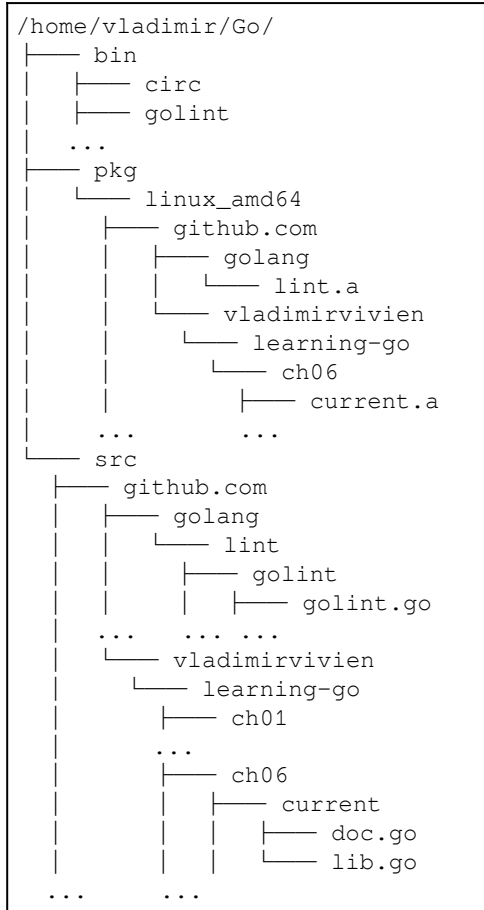 /home/vladimir/Go/
├── bin
│   ├── circ
│   ├── golint
│   ...
├── pkg
│   └── linux_amd64
│       ├── github.com
│       │   ├── golang
│       │   │   └── lint.a
│       │   └── vladimirvivien
│       │       └── learning-go
│       │           └── ch06
│       │               ├── current.a
│       ...             ...
└── src
    ├── github.com
    │   ├── golang
    │   │   └── lint
    │   │       ├── golint
    │   │       │   ├── golint.go
    │   ...     ... ...
    │   └── vladimirvivien
    │       └── learning-go
    │           ├── ch01
    │           ...
    │           ├── ch06
    │           │   ├── current
    │           │   │   ├── doc.go
    │           │   │   └── lib.go
    ...         ...